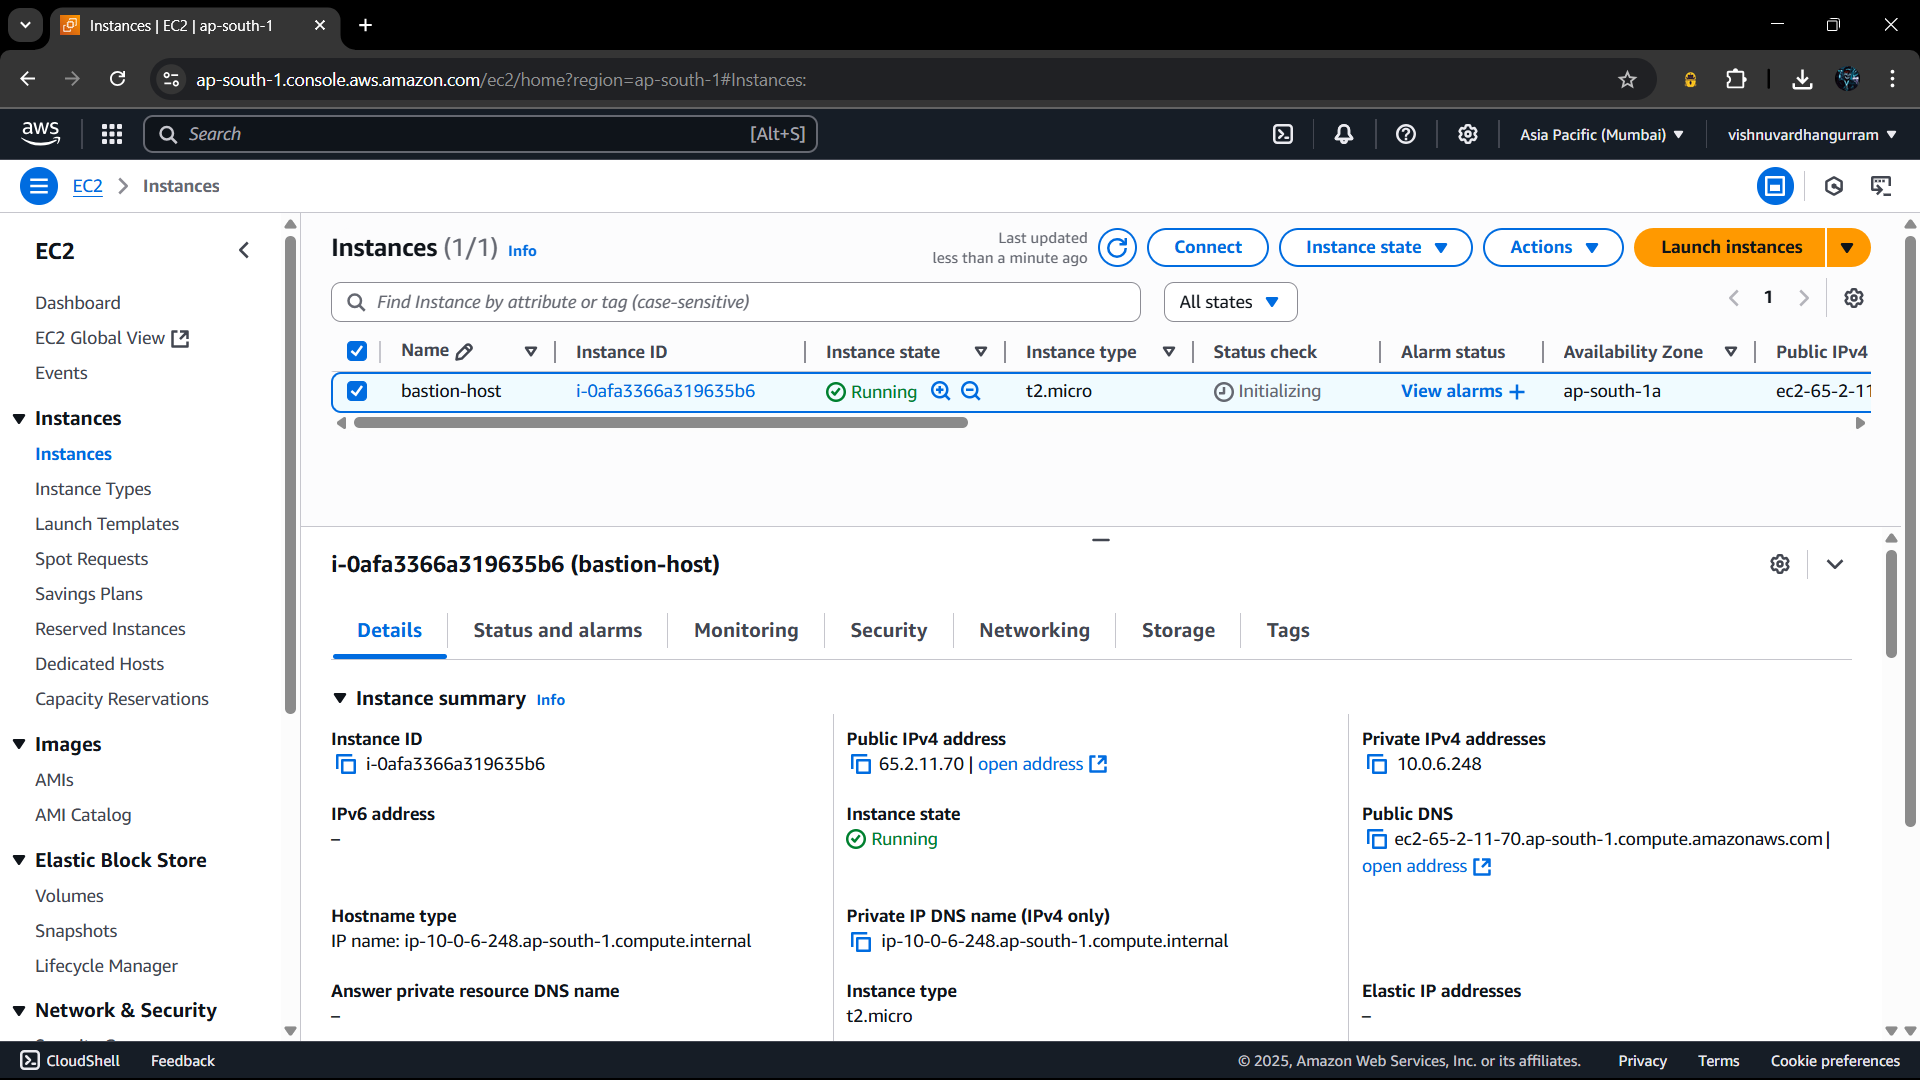 Instances | EC2 | ap-south-1
ap-south-1.console.aws.amazon.com/ec2/home?region=ap-south-1#Instances:
aws
Search
[Alt+S]
Asia Pacific (Mumbai)
vishnuvardhangurram
EC2
Instances
EC2
Dashboard
EC2 Global View
Events
Instances
Instances
Instance Types
Launch Templates
Spot Requests
Savings Plans
Reserved Instances
Dedicated Hosts
Capacity Reservations
Images
AMIs
AMI Catalog
Elastic Block Store
Volumes
Snapshots
Lifecycle Manager
Network & Security
Instances (1/1) Info
Last updated
less than a minute ago
Connect
Instance state
Actions
Launch instances
Find Instance by attribute or tag (case-sensitive)
All states
1
Name Instance ID Instance state Instance type Status check Alarm status Availability Zone Public IPv4
bastion-host i-0afa3366a319635b6 Running t2.micro Initializing View alarms + ap-south-1a ec2-65-2-11
i-0afa3366a319635b6 (bastion-host)
Details
Status and alarms
Monitoring
Security
Networking
Storage
Tags
Instance summary Info
Instance ID
i-0afa3366a319635b6
Public IPv4 address
65.2.11.70 | open address
Private IPv4 addresses
10.0.6.248
IPv6 address
–
Instance state
Running
Public DNS
ec2-65-2-11-70.ap-south-1.compute.amazonaws.com |
open address
Hostname type
IP name: ip-10-0-6-248.ap-south-1.compute.internal
Private IP DNS name (IPv4 only)
ip-10-0-6-248.ap-south-1.compute.internal
Answer private resource DNS name
–
Instance type
t2.micro
Elastic IP addresses
–
CloudShell
Feedback
© 2025, Amazon Web Services, Inc. or its affiliates.
Privacy
Terms
Cookie preferences